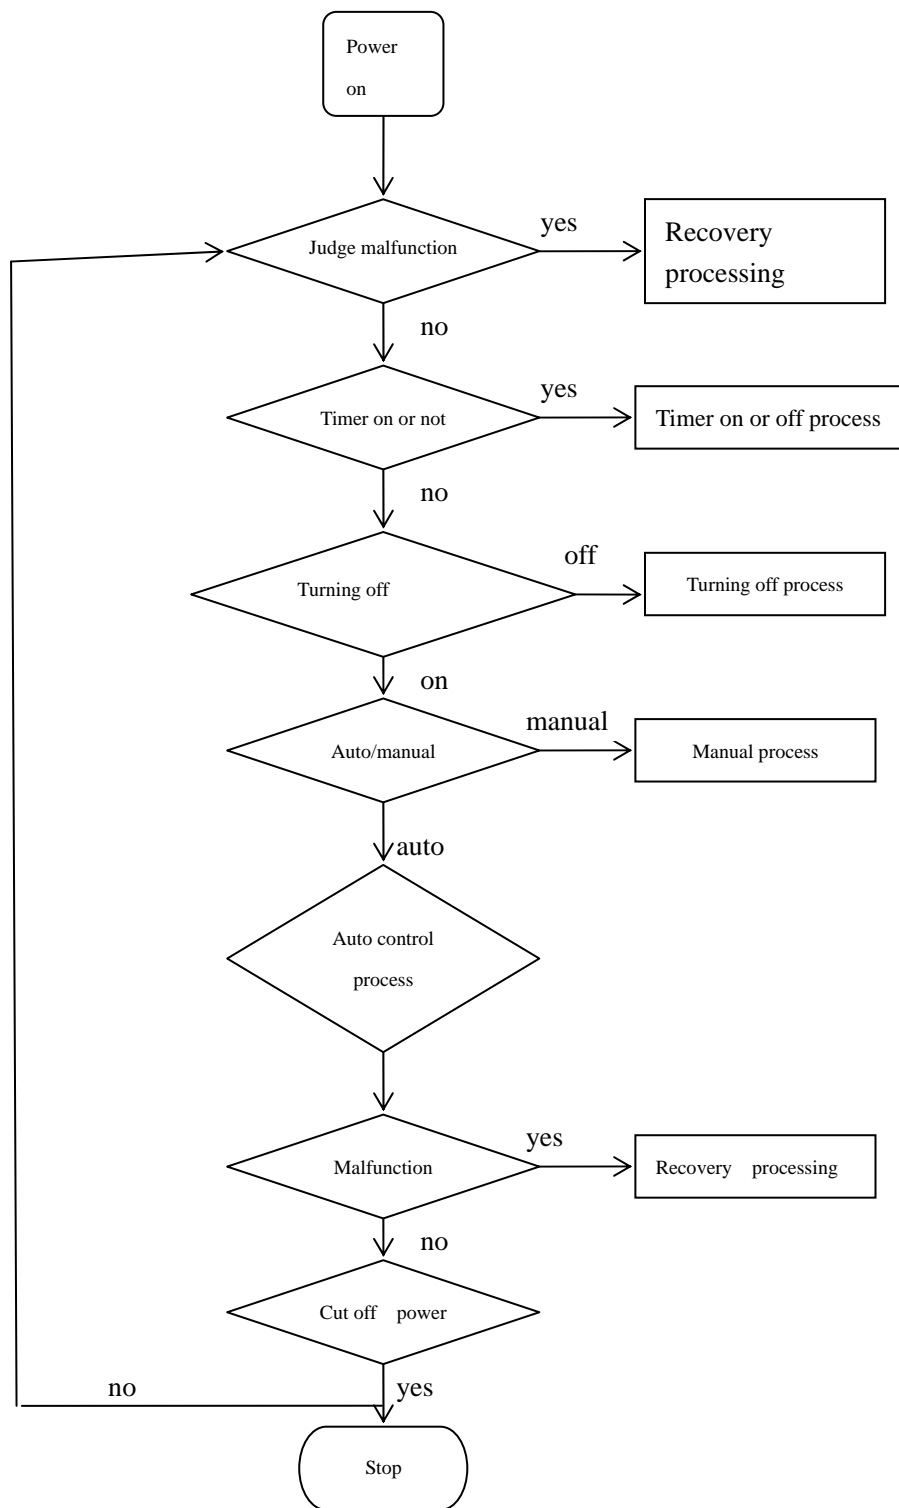 Power
on
yes
Judge malfunction
Recovery
processing
no
yes
Timer on or not
Timer on or off process
no
off
Turning off
Turning off process
on
manual
Auto/manual
Manual process
auto
Auto control
process
yes
Malfunction
Recovery processing
no
Cut off power
no
yes
Stop